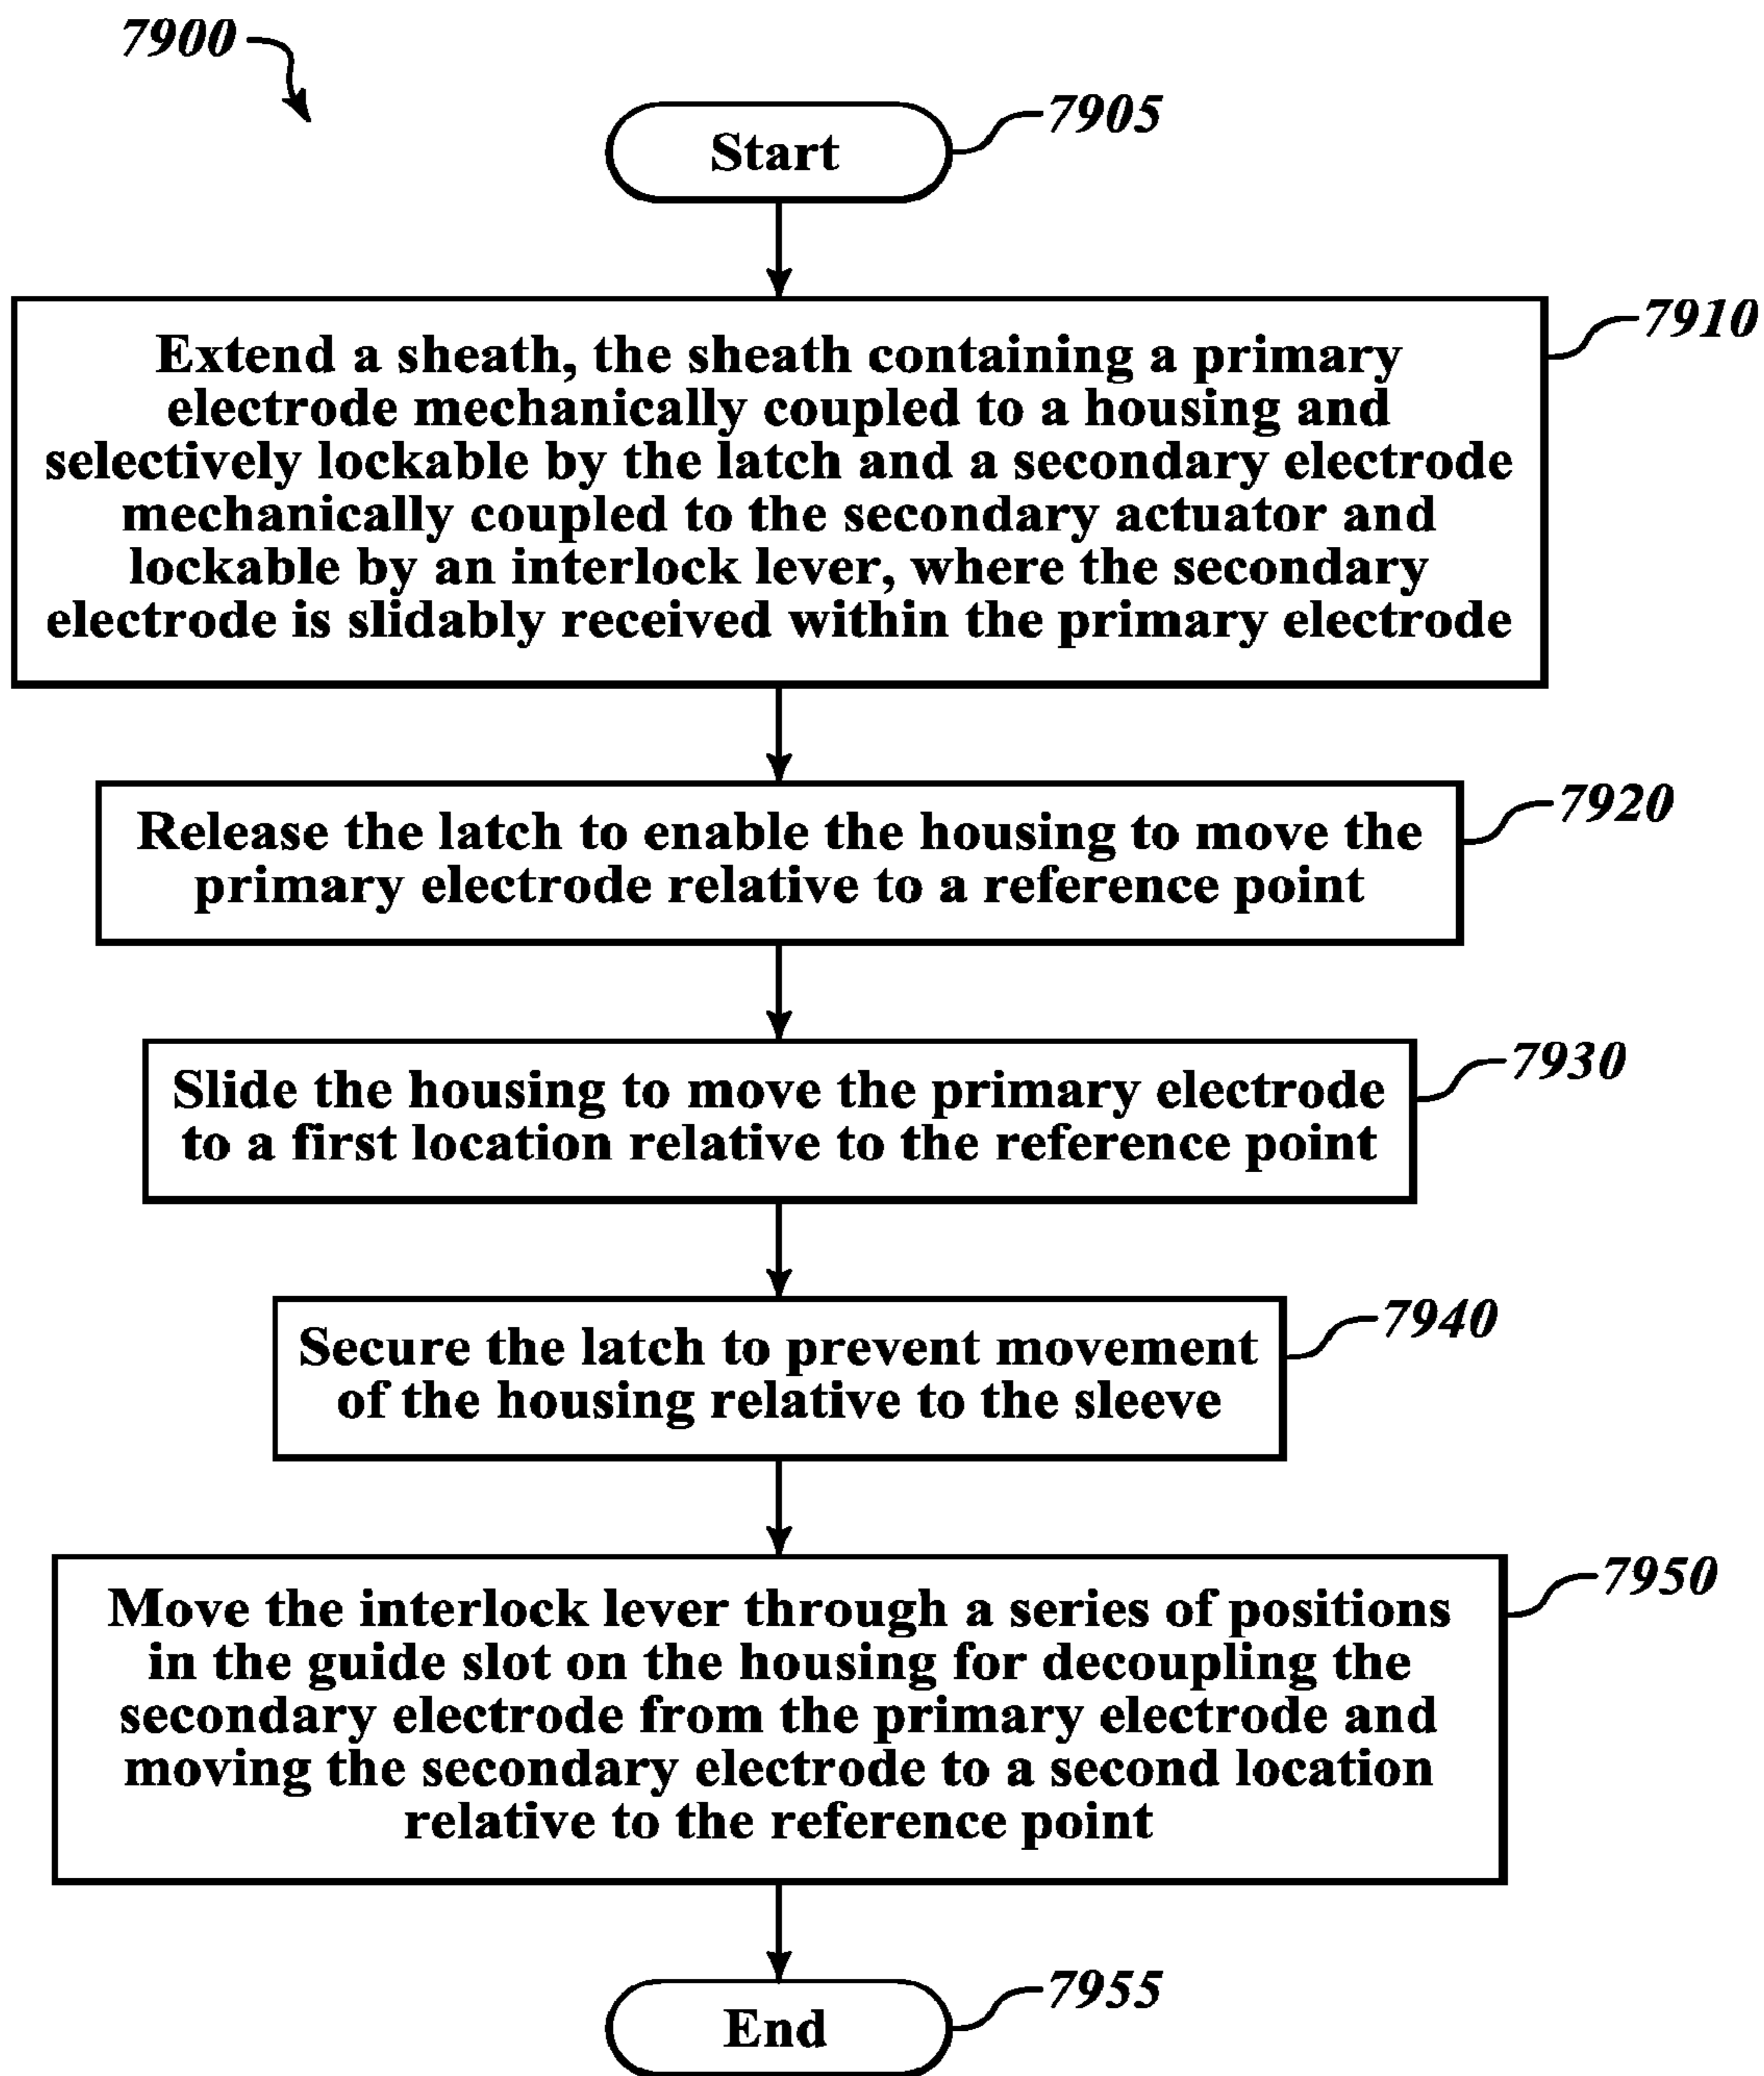 7900
Start
7905
7910
Extend a sheath, the sheath containing a primary
electrode mechanically coupled to a housing and
selectively lockable by the latch and a secondary electrode
mechanically coupled to the secondary actuator and
lockable by an interlock lever, where the secondary
electrode is slidably received within the primary electrode
7920
Release the latch to enable the housing to move the
primary electrode relative to a reference point
7930
Slide the housing to move the primary electrode
to a first location relative to the reference point
7940
Secure the latch to prevent movement
of the housing relative to the sleeve
7950
Move the interlock lever through a series of positions
in the guide slot on the housing for decoupling the
secondary electrode from the primary electrode and
moving the secondary electrode to a second location
relative to the reference point
7955
End